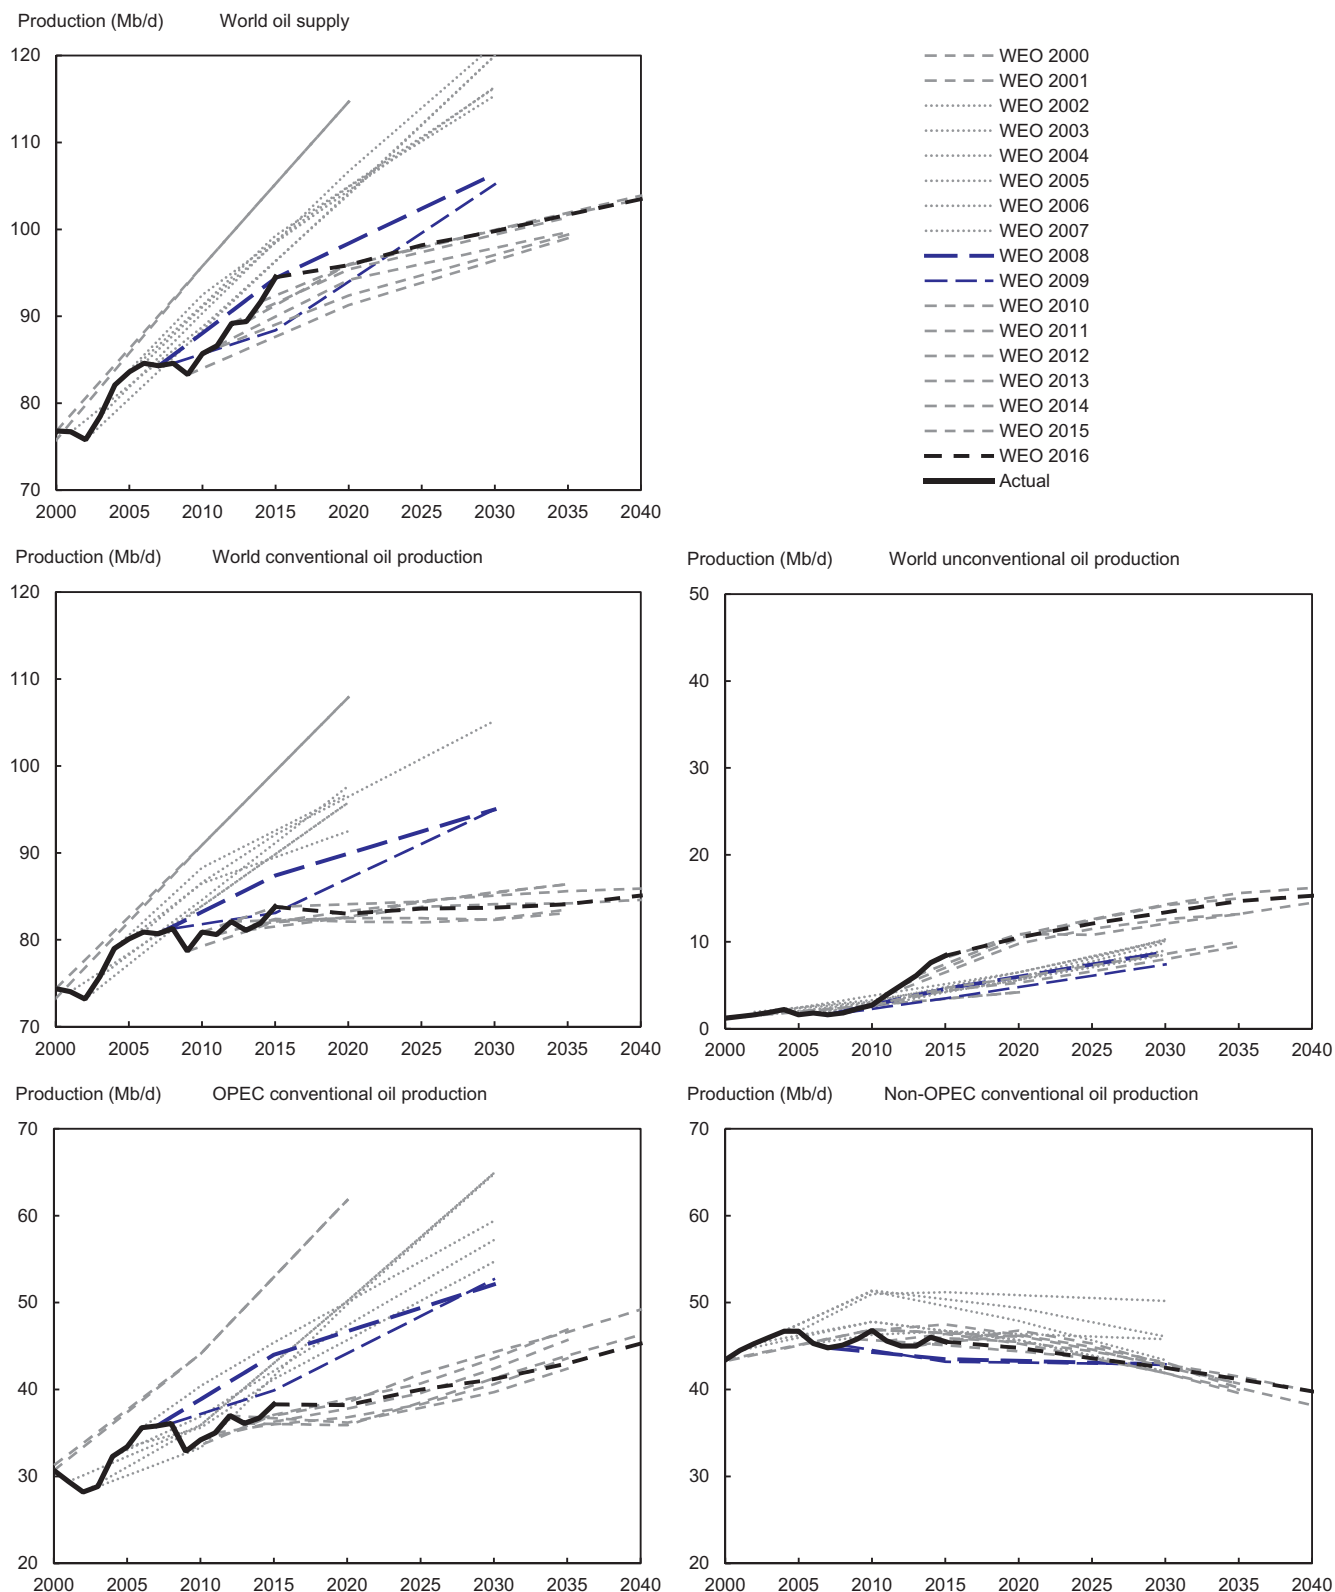 Production (Mb/d) World oil supply
120
110
100
90
80
70
2000 2005 2010 2015 2020 2025 2030 2035 2040
WEO 2000
WEO 2001
WEO 2002
WEO 2003
WEO 2004
WEO 2005
WEO 2006
WEO 2007
WEO 2008
WEO 2009
WEO 2010
WEO 2011
WEO 2012
WEO 2013
WEO 2014
WEO 2015
WEO 2016
Actual
Production (Mb/d) World conventional oil production
120
110
100
90
80
70
2000 2005 2010 2015 2020 2025 2030 2035 2040
Production (Mb/d) World unconventional oil production
50
40
30
20
10
0
2000 2005 2010 2015 2020 2025 2030 2035 2040
Production (Mb/d) OPEC conventional oil production
70
60
50
40
30
20
2000 2005 2010 2015 2020 2025 2030 2035 2040
Production (Mb/d) Non-OPEC conventional oil production
70
60
50
40
30
20
2000 2005 2010 2015 2020 2025 2030 2035 2040